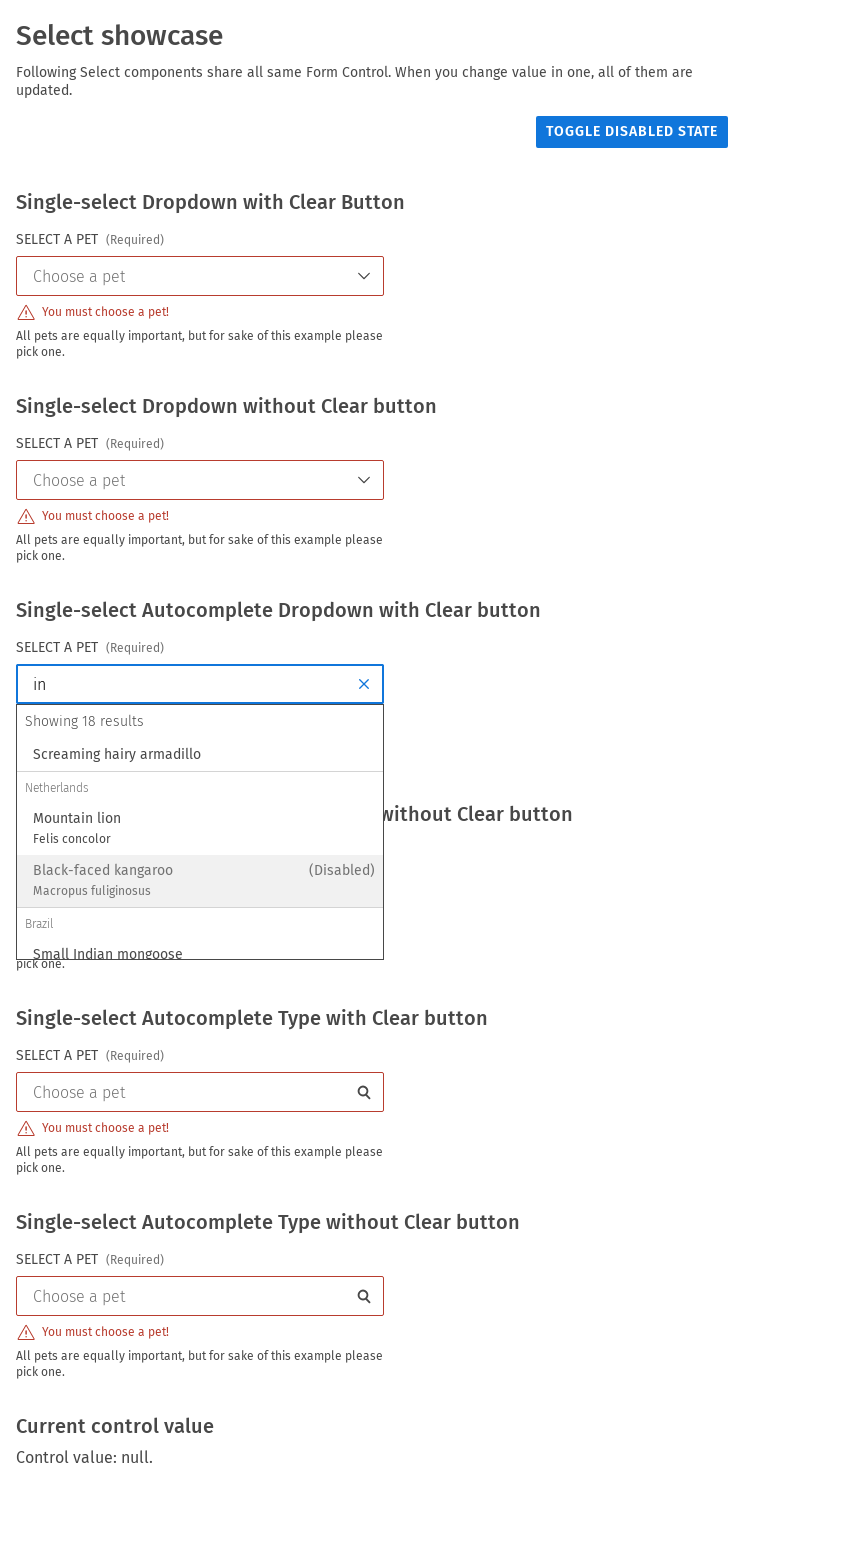 Select showcase
Following Select components share all same Form Control. When you change value in one, all of them are
updated.
TOGGLE DISABLED STATE
Single-select Dropdown with Clear Button
SELECT A PET (Required)
Choose a pet
You must choose a pet!
All pets are equally important, but for sake of this example please
pick one.
Single-select Dropdown without Clear button
SELECT A PET (Required)
Choose a pet
You must choose a pet!
All pets are equally important, but for sake of this example please
pick one.
Single-select Autocomplete Dropdown with Clear button
SELECT A PET (Required)
in
Showing 18 results
Screaming hairy armadillo
Netherlands
without Clear button
Mountain lion
Felis concolor
Black-faced kangaroo (Disabled)
Macropus fuliginosus
Brazil
Small Indian mongoose
pick one.
Single-select Autocomplete Type with Clear button
SELECT A PET (Required)
Choose a pet
You must choose a pet!
All pets are equally important, but for sake of this example please
pick one.
Single-select Autocomplete Type without Clear button
SELECT A PET (Required)
Choose a pet
You must choose a pet!
All pets are equally important, but for sake of this example please
pick one.
Current control value
Control value: null.